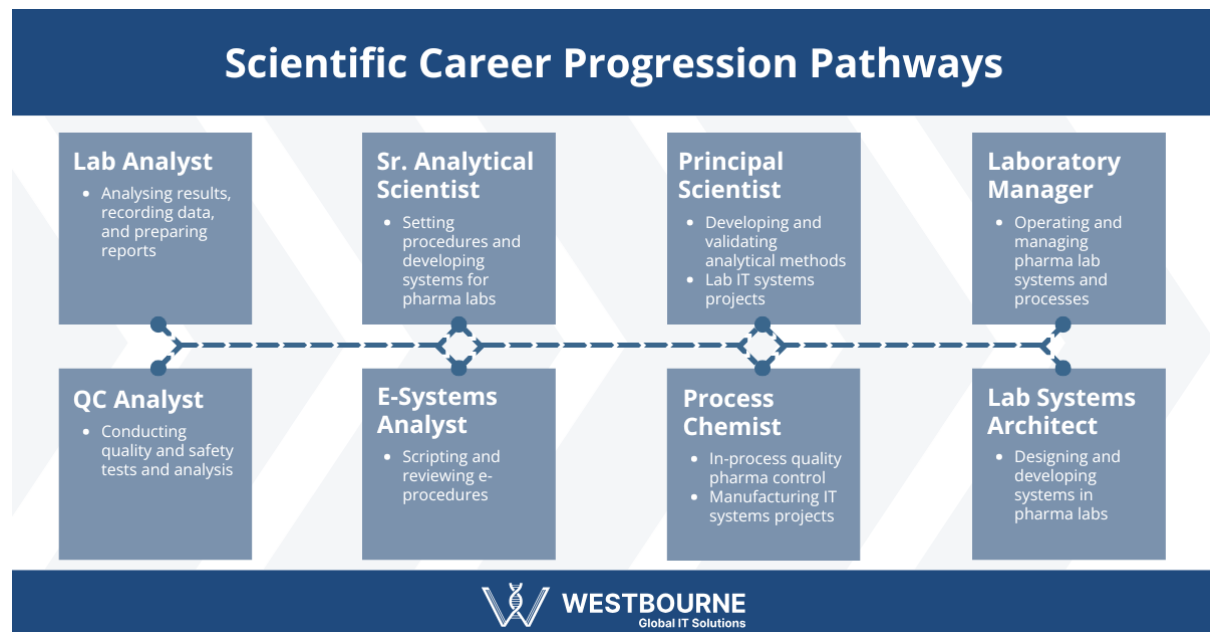 Scientific Career Progression Pathways
Lab Analyst
• Analysing results,
recording data,
and preparing
reports
Sr. Analytical
Scientist
• Setting
procedures and
developing
systems for
pharma labs
Principal
Scientist
• Developing and
validating
analytical methods
• Lab IT systems
projects
Laboratory
Manager
• Operating and
managing
pharma lab
systems and
processes
QC Analyst
• Conducting
quality and safety
tests and analysis
E-Systems
Analyst
• Scripting and
reviewing e-
procedures
Process
Chemist
• In-process quality
pharma control
• Manufacturing IT
systems projects
Lab Systems
Architect
• Designing and
developing
systems in
pharma labs
WESTBOURNE
Global IT Solutions